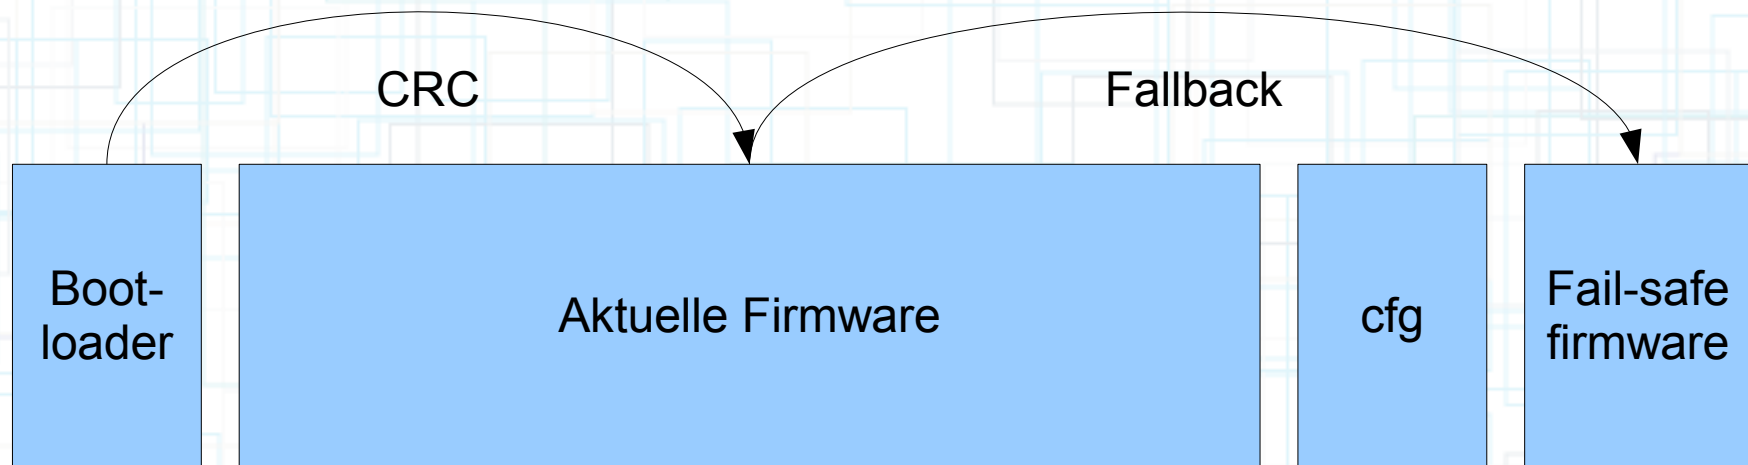 CRC
Fallback
Boot-
loader
Aktuelle Firmware
cfg
Fail-safe
firmware